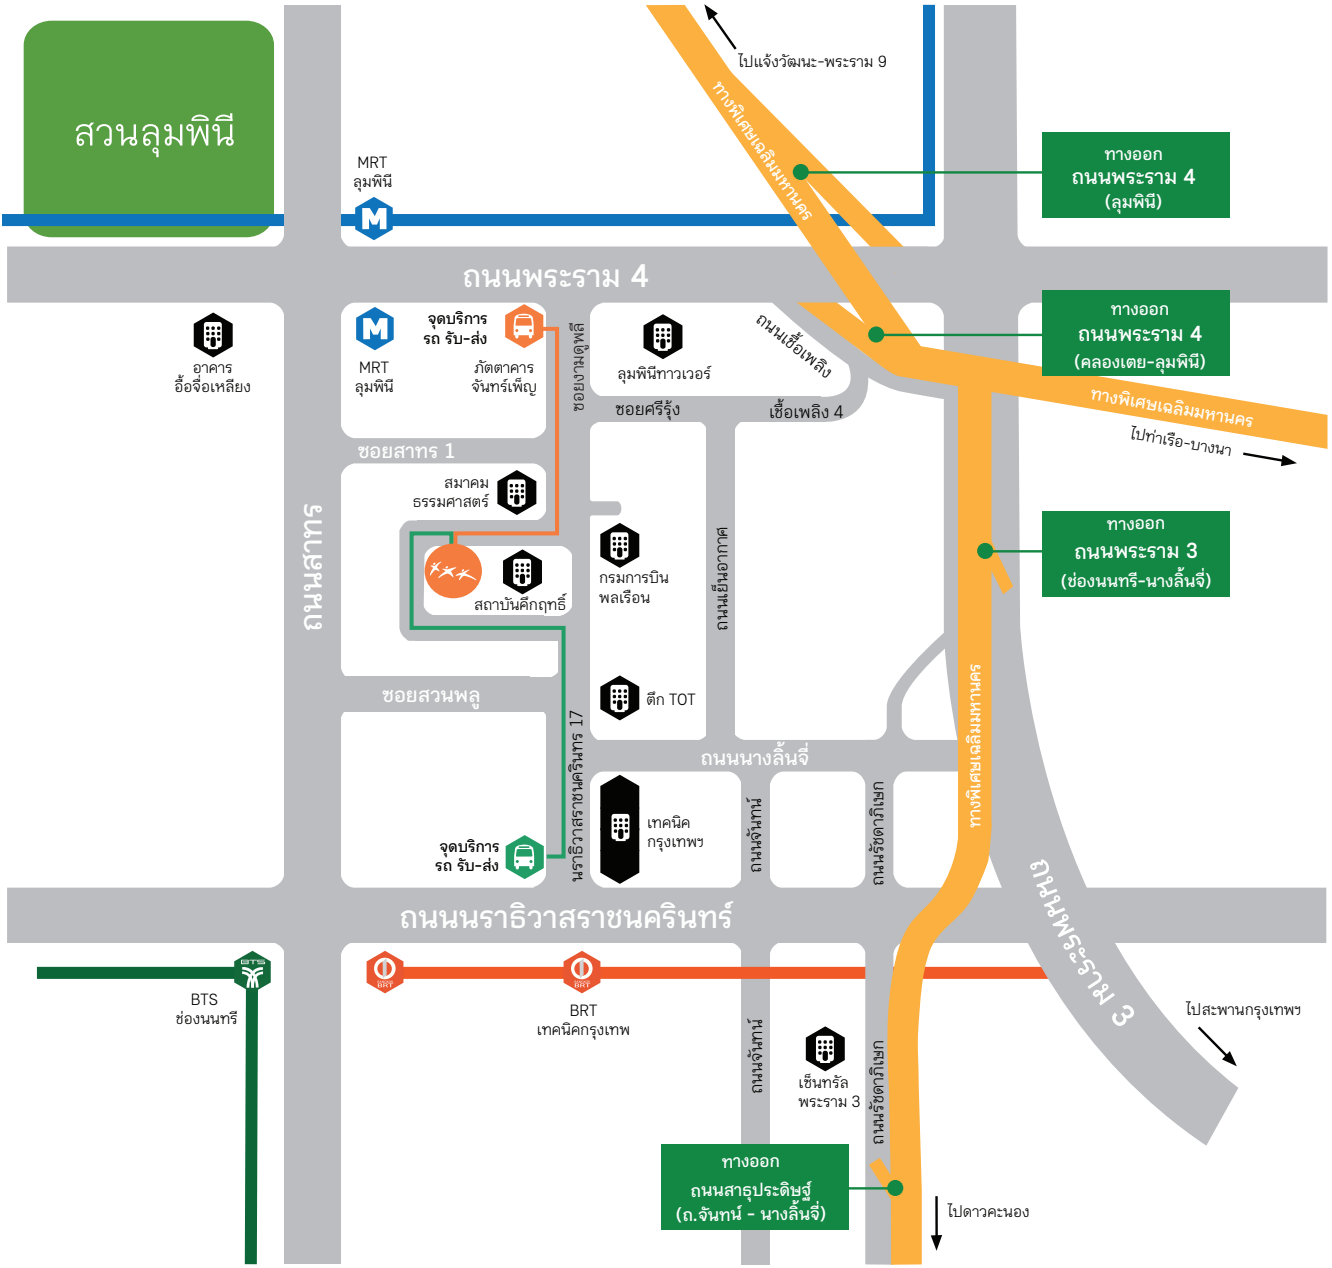 ไปแจ้งวัฒนะ-พระราม 9
สวนลุมพินี
ทางพิเศษเฉลิมมหานคร
MRT
ลุมพินี
ทางออก
ถนนพระราม 4
(ลุมพินี)
ถนนพระราม 4
อาคาร
อื้อจื่อเหลียง
MRT
ลุมพินี
จุดบริการ
รถ รับ-ส่ง
ภัตตาคาร
จันทร์เพ็ญ
ซอยงามดูพลี
ลุมพินีทาวเวอร์
ถนนเชื้อเพลิง
ทางออก
ถนนพระราม 4
(คลองเตย-ลุมพินี)
ทางพิเศษเฉลิมมหานคร
ไปท่าเรือ-บางนา
ซอยศรีรุ้ง
เชื้อเพลิง 4
ซอยสาทร 1
สมาคม
ธรรมศาสตร์
ถนนสาทร
สถาบันคึกฤทธิ์
กรมการบิน
พลเรือน
ถนนเย็นอากาศ
ทางออก
ถนนพระราม 3
(ช่องนนทรี-นางลิ้นจี่)
ซอยสวนพลู
ตึก TOT
ทางพิเศษเฉลิมมหานคร
นราธิวาสราชนครินทร 17
ถนนนางลิ้นจี่
จุดบริการ
รถ รับ-ส่ง
เทคนิค
กรุงเทพฯ
ถนนจันทน์
ถนนรัชดาภิเษก
ถนนพระราม 3
ถนนนราธิวาสราชนครินทร์
BTS
BTS
ช่องนนทรี
BRT
BRT
BRT
เทคนิคกรุงเทพ
ถนนจันทน์
เซ็นทรัล
พระราม 3
ถนนรัชดาภิเษก
ไปสะพานกรุงเทพฯ
ทางออก
ถนนสาธุประดิษฐ์
(ถ.จันทน์ - นางลิ้นจี่)
ไปดาวคะนอง